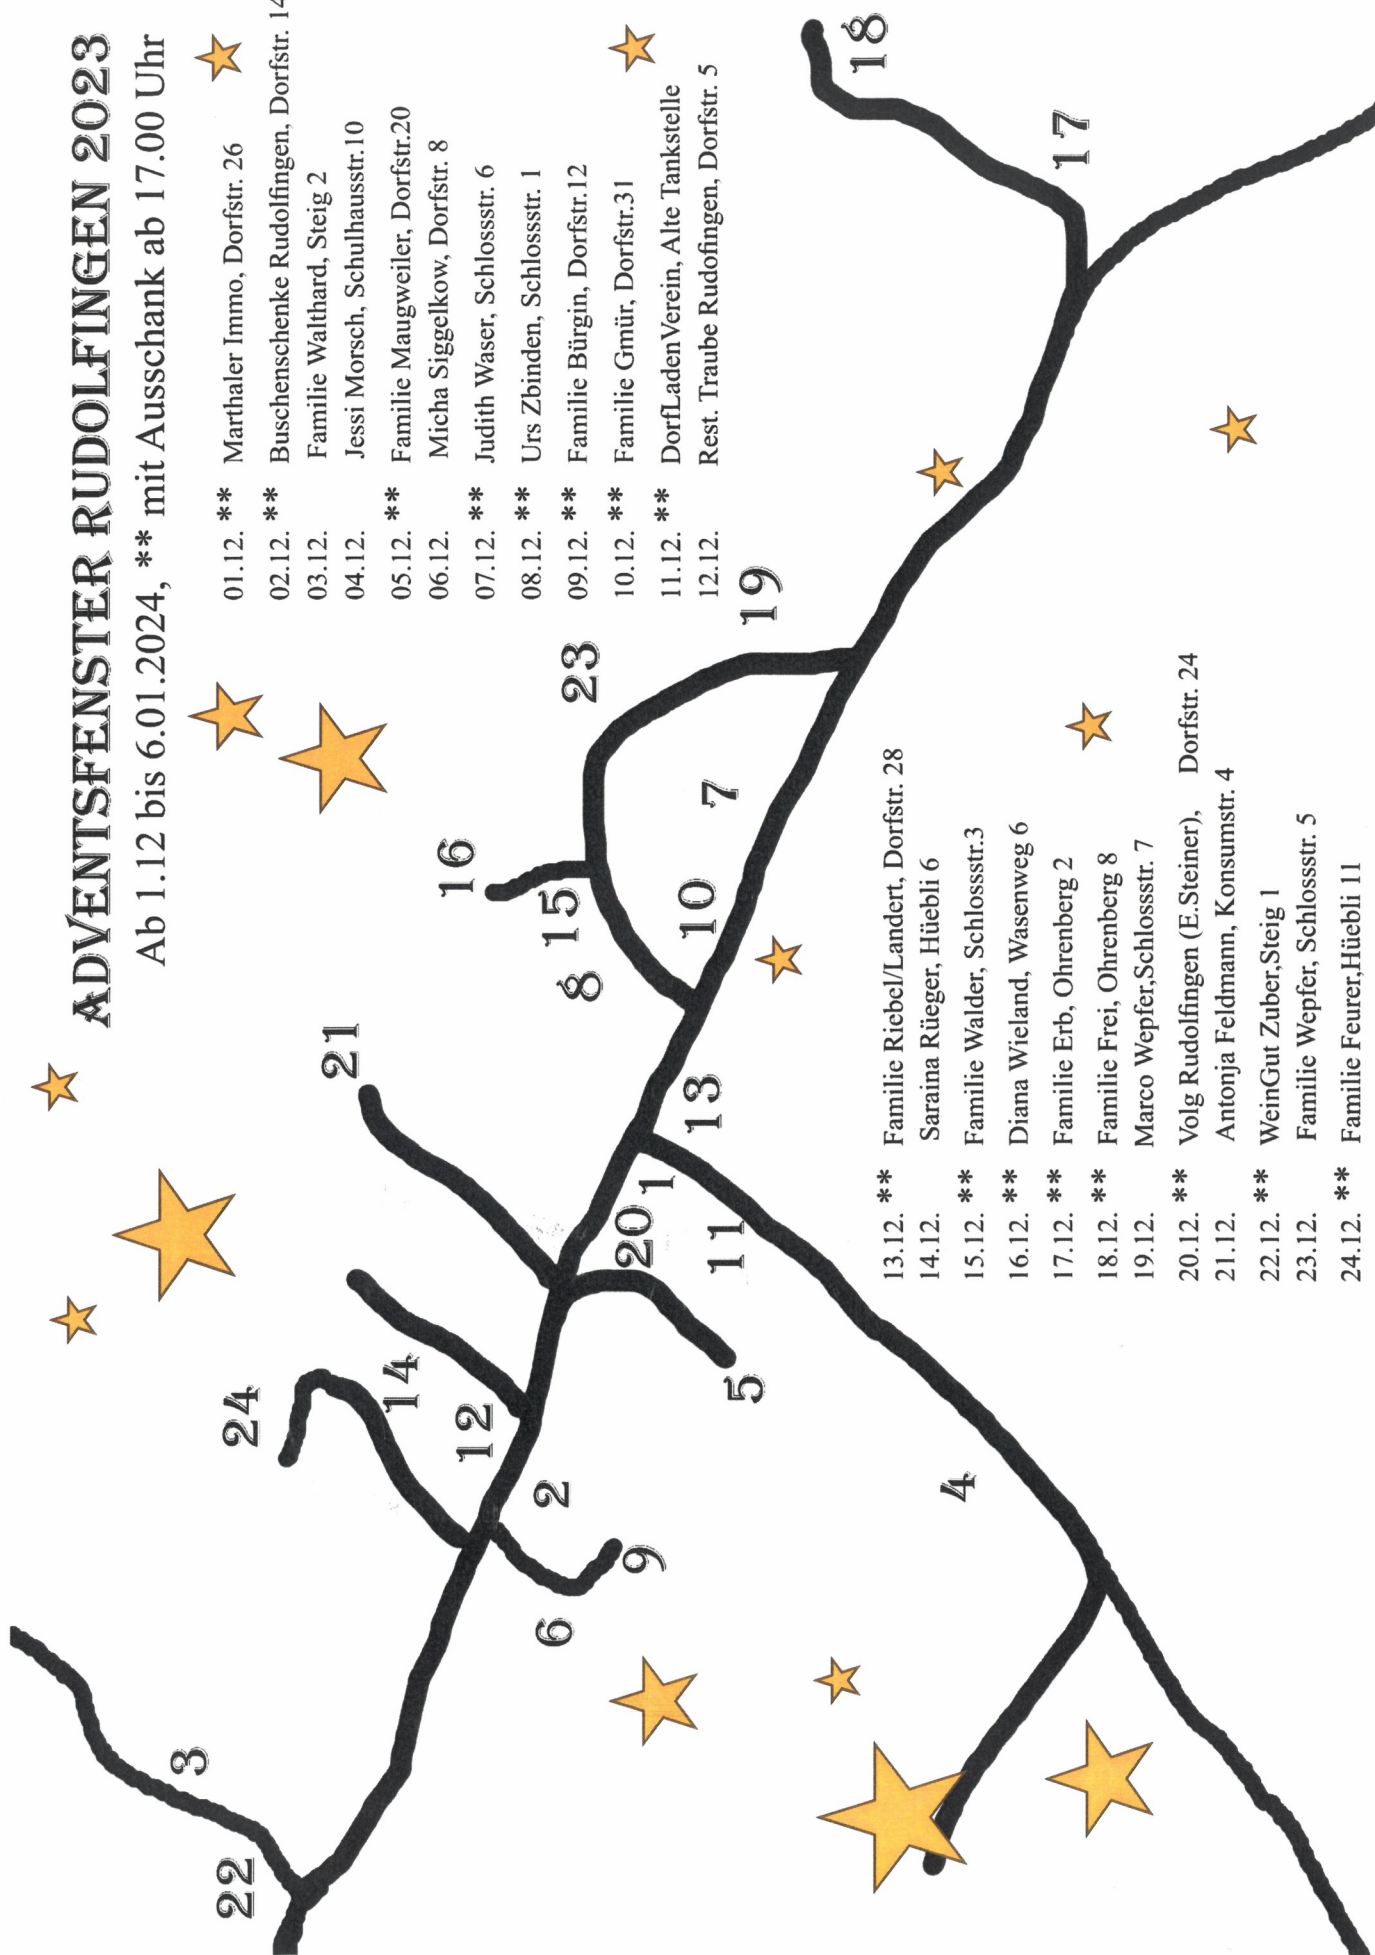 ADVENTSFENSTER RUDOLFINGEN 2023
Ab 1.12 bis 6.01.2024, ** mit Ausschank ab 17.00 Uhr
01.12. ** Marthaler Immo, Dorfstr. 26
02.12. ** Buschenschenke Rudolfingen, Dorfstr. 14
03.12. Familie Walthard, Steig 2
04.12. Jessi Morsch, Schulhausstr.10
05.12. ** Familie Maugweiler, Dorfstr.20
06.12. Micha Siggelkow, Dorfstr. 8
07.12. ** Judith Waser, Schlossstr. 6
08.12. ** Urs Zbinden, Schlossstr. 1
09.12. ** Familie Bürgin, Dorfstr.12
10.12. ** Familie Gmür, Dorfstr.31
11.12. ** DorfLadenVerein, Alte Tankstelle
12.12. Rest. Traube Rudofingen, Dorfstr. 5
13.12. ** Familie Riebel/Landert, Dorfstr. 28
14.12. Saraina Rüeger, Hüebli 6
15.12. ** Familie Walder, Schlossstr.3
16.12. ** Diana Wieland, Wasenweg 6
17.12. ** Familie Erb, Ohrenberg 2
18.12. ** Familie Frei, Ohrenberg 8
19.12. Marco Wepfer,Schlossstr. 7
20.12. ** Volg Rudolfingen (E.Steiner), Dorfstr. 24
21.12. Antonja Feldmann, Konsumstr. 4
22.12. ** WeinGut Zuber,Steig 1
23.12. Familie Wepfer, Schlossstr. 5
24.12. ** Familie Feurer,Hüebli 11
22
3
24
14
12
2
6
9
21
20
1
13
11
5
4
16
15
8
10
7
23
19
17
18